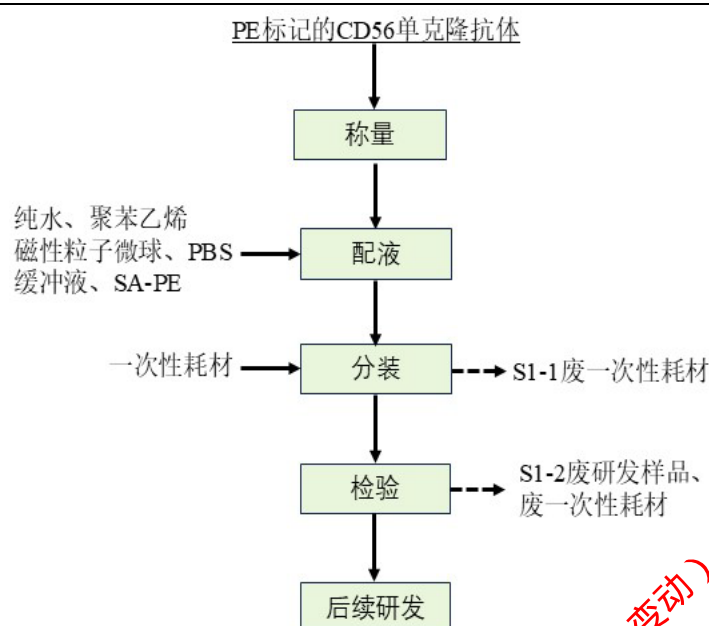 PE标记的CD56单克隆抗体
称量
纯水、聚苯乙烯
磁性粒子微球、PBS
缓冲液、SA-PE
配液
一次性耗材
分装
S1-1废一次性耗材
检验
S1-2废研发样品、
废一次性耗材
后续研发
变动）